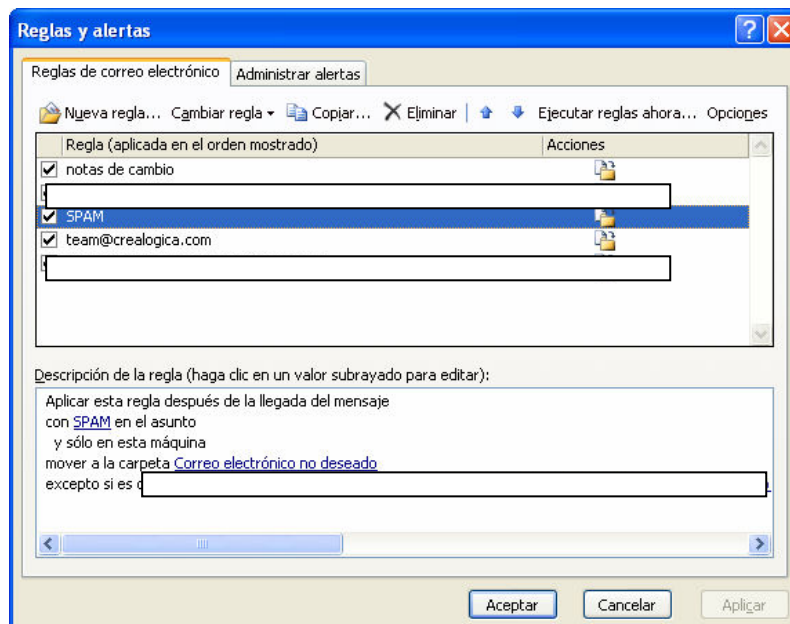 Reglas y alertas
Reglas de correo electrónico Administrar alertas
Nueva regla... Cambiar regla Copiar... Eliminar Ejecutar reglas ahora... Opciones
Regla (aplicada en el orden mostrado) Acciones
notas de cambio
SPAM
team@crealogica.com
Descripción de la regla (haga clic en un valor subrayado para editar):
Aplicar esta regla después de la llegada del mensaje
con SPAM en el asunto
y sólo en esta máquina
mover a la carpeta Correo electrónico no deseado
excepto si es
Aceptar Cancelar Aplicar